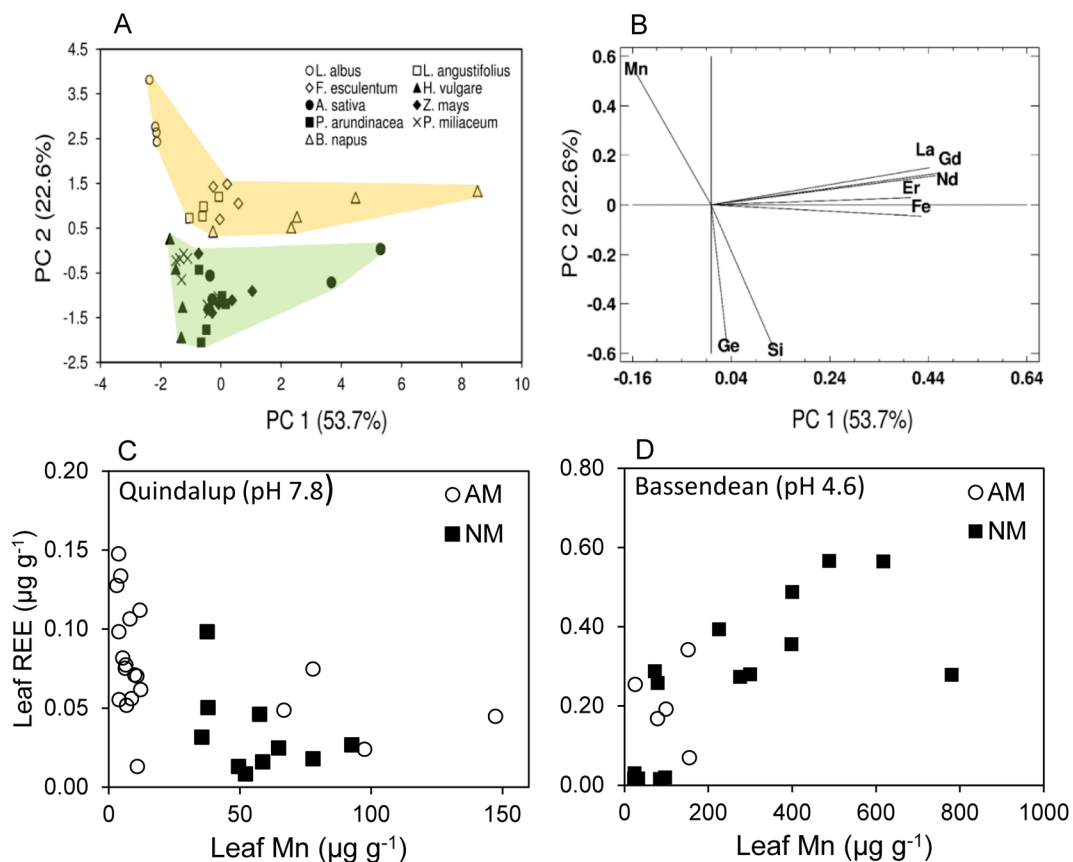 A
4.5
3.5
2.5
1.5
0.5
-0.5
-1.5
-2.5
-4
-2
0
2
4
6
8
10
PC 2 (22.6%)
PC 1 (53.7%)
L. albus
L. angustifolius
F. esculentum
H. vulgare
A. sativa
Z. mays
P. arundinacea
P. miliaceum
B. napus
B
0.6
0.4
0.2
0
-0.2
-0.4
-0.6
-0.16
0.04
0.24
0.44
0.64
PC 2 (22.6%)
PC 1 (53.7%)
Mn
La
Gd
Nd
Er
Fe
Ge
Si
C
Quindalup (pH 7.8)
AM
NM
0.20
0.15
0.10
0.05
0.00
0
50
100
150
Leaf REE (µg g⁻¹)
Leaf Mn (µg g⁻¹)
D
Bassendean (pH 4.6)
AM
NM
0.80
0.60
0.40
0.20
0.00
0
200
400
600
800
1000
Leaf Mn (µg g⁻¹)